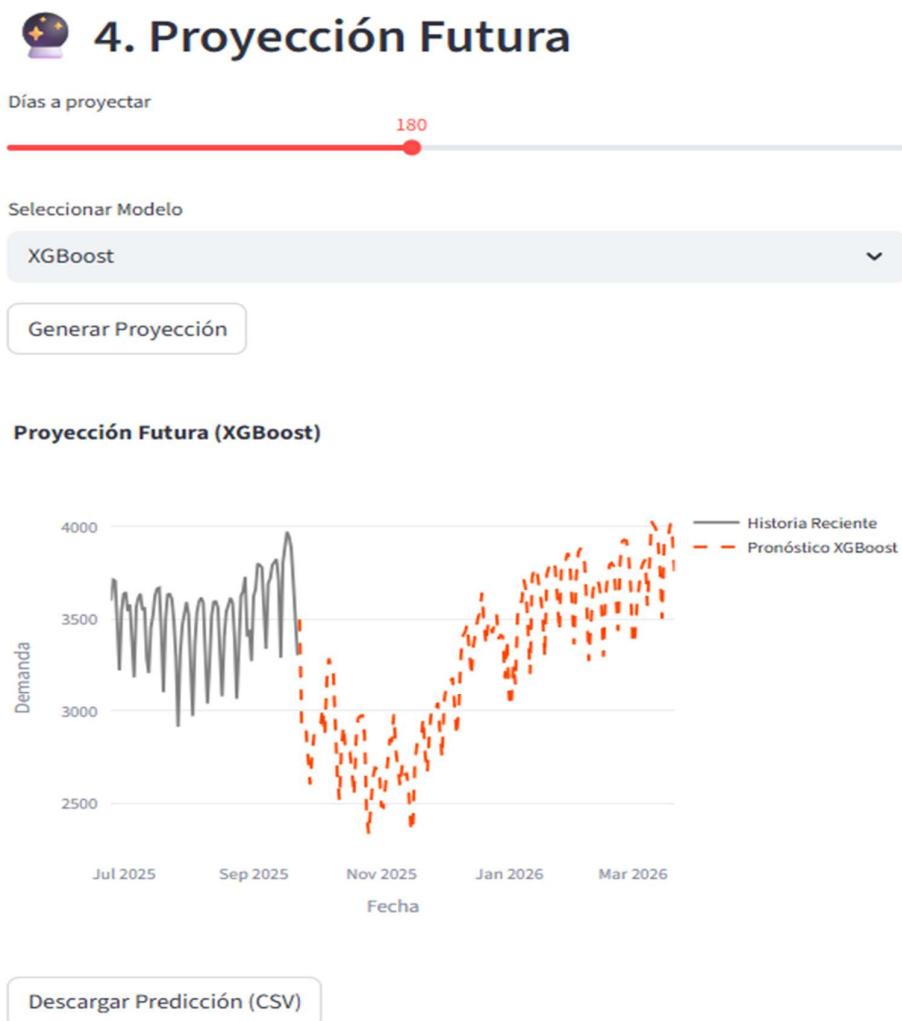 4. Proyección Futura
Días a proyectar
180
Seleccionar Modelo
XGBoost
Generar Proyección
Proyección Futura (XGBoost)
4000
3500
3000
2500
Demanda
Jul 2025 Sep 2025 Nov 2025 Jan 2026 Mar 2026
Fecha
Historia Reciente
Pronóstico XGBoost
Descargar Predicción (CSV)